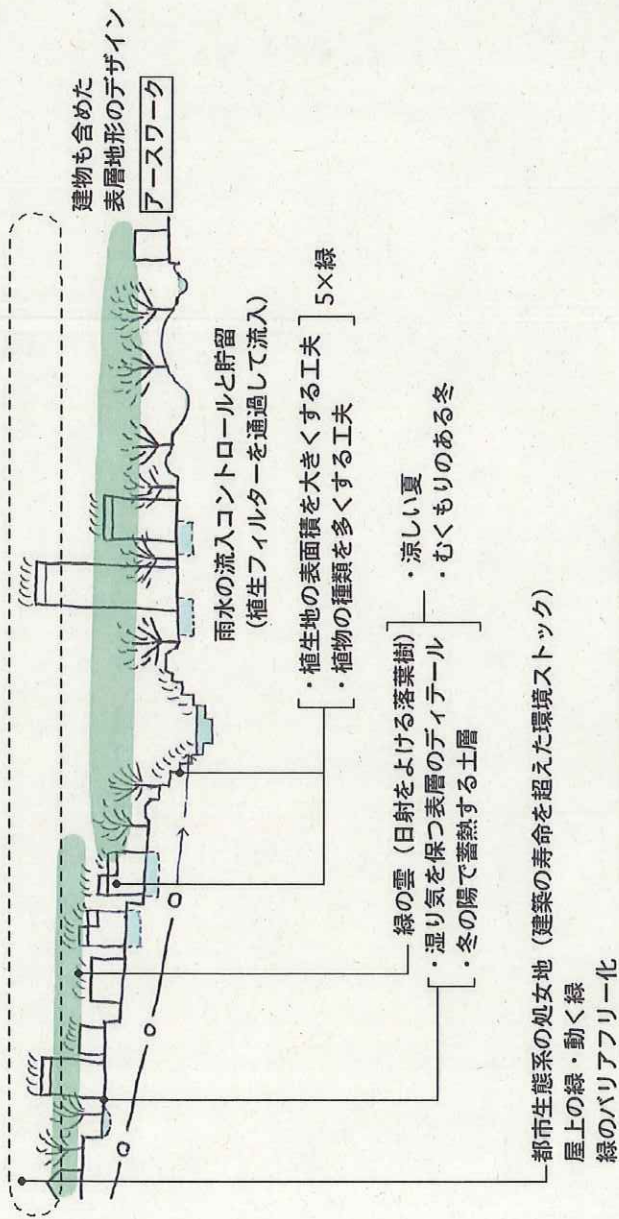 建物も含めた
表層地形のデザイン
アースワーク
雨水の流入コントロールと貯留
(植生フィルターを通過して流入)
・植生地の表面積を大きくする工夫
・植物の種類を多くする工夫
5×緑
緑の雲(日射をよける落葉樹)
・湿り気を保つ表層のディテール
・冬の陽で蓄熱する土層
・涼しい夏
・むくもりのある冬
都市生態系の処女地(建築の寿命を超えた環境ストック)
屋上の緑・動く緑
緑のバリアフリー化